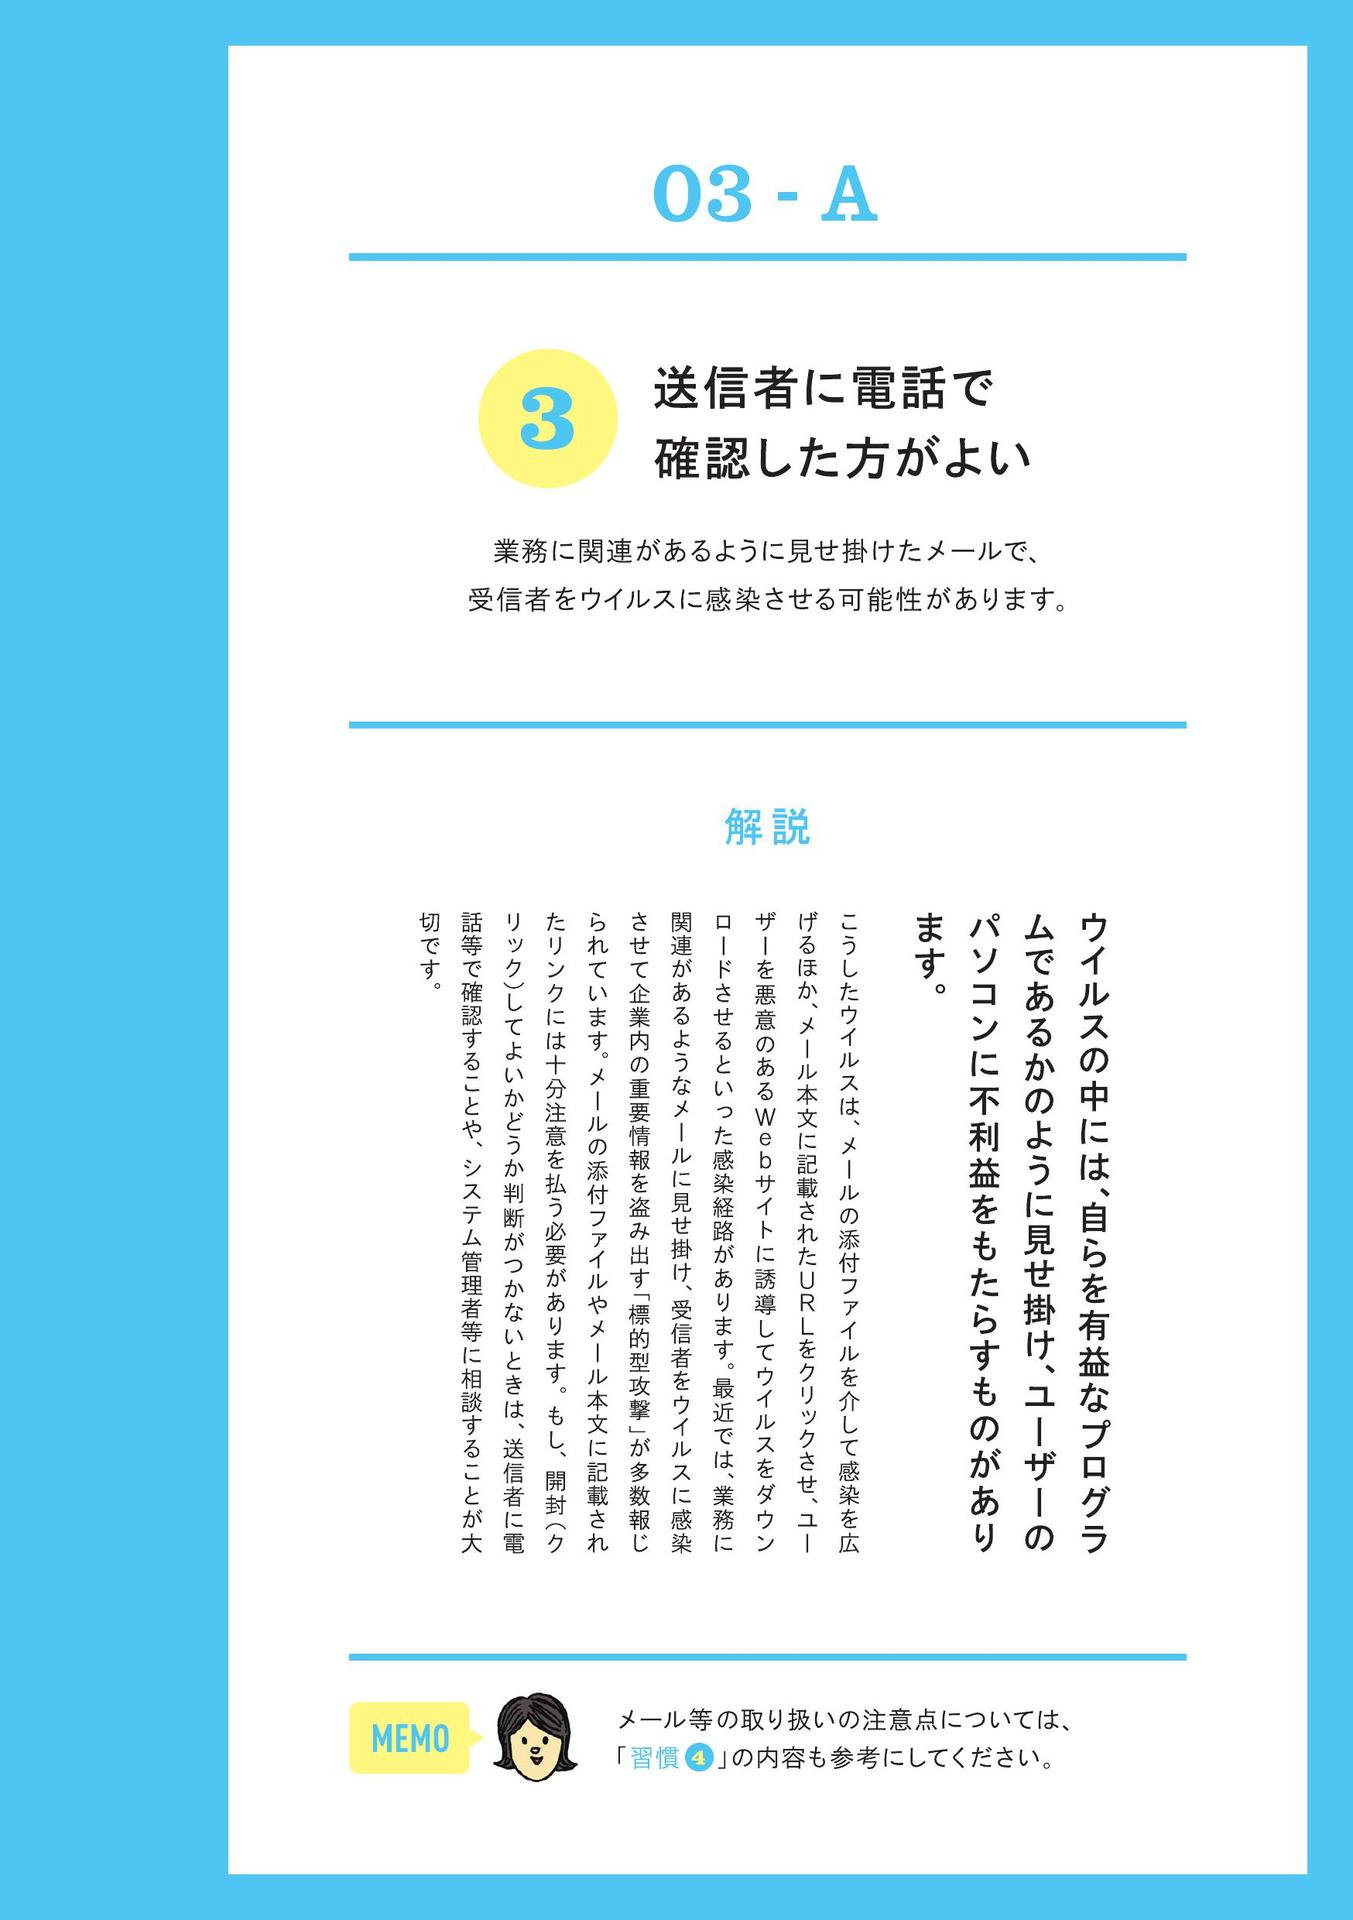 03 - A
3
送信者に電話で
確認した方がよい
業務に関連があるように見せ掛けたメールで、
受信者をウイルスに感染させる可能性があります。
解説
ウイルスの中には、自らを有益なプログラ
ムであるかのように見せ掛け、ユーザーの
パソコンに不利益をもたらすものがあり
ます。
こうしたウイルスは、メールの添付ファイルを介して感染を広
げるほか、メール本文に記載されたURLをクリックさせ、ユー
ザーを悪意のあるWebサイトに誘導してウイルスをダウン
ロードさせるといった感染経路があります。最近では、業務に
関連があるようなメールに見せ掛け、受信者をウイルスに感染
させて企業内の重要情報を盗み出す「標的型攻撃」が多数報じ
られています。メールの添付ファイルやメール本文に記載され
たリンクには十分注意を払う必要があります。もし、開封（ク
リック）してよいかどうか判断がつかないときは、送信者に電
話等で確認することや、システム管理者等に相談することが大
切です。
MEMO
メール等の取り扱いの注意点については、
「習慣4」の内容も参考にしてください。